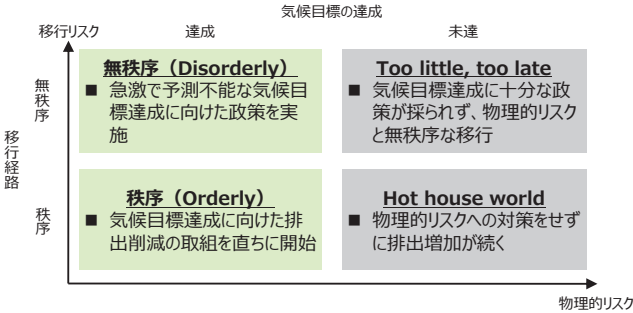 気候目標の達成
移行リスク
達成
未達
無秩序（Disorderly）
■ 急激で予測不能な気候目
標達成に向けた政策を実
施
Too little, too late
■ 気候目標達成に十分な政
策が採られず、物理的リスク
と無秩序な移行
無秩序
移行経路
秩序
秩序（Orderly）
■ 気候目標達成に向けた排
出削減の取組を直ちに開始
Hot house world
■ 物理的リスクへの対策をせず
に排出増加が続く
物理的リスク